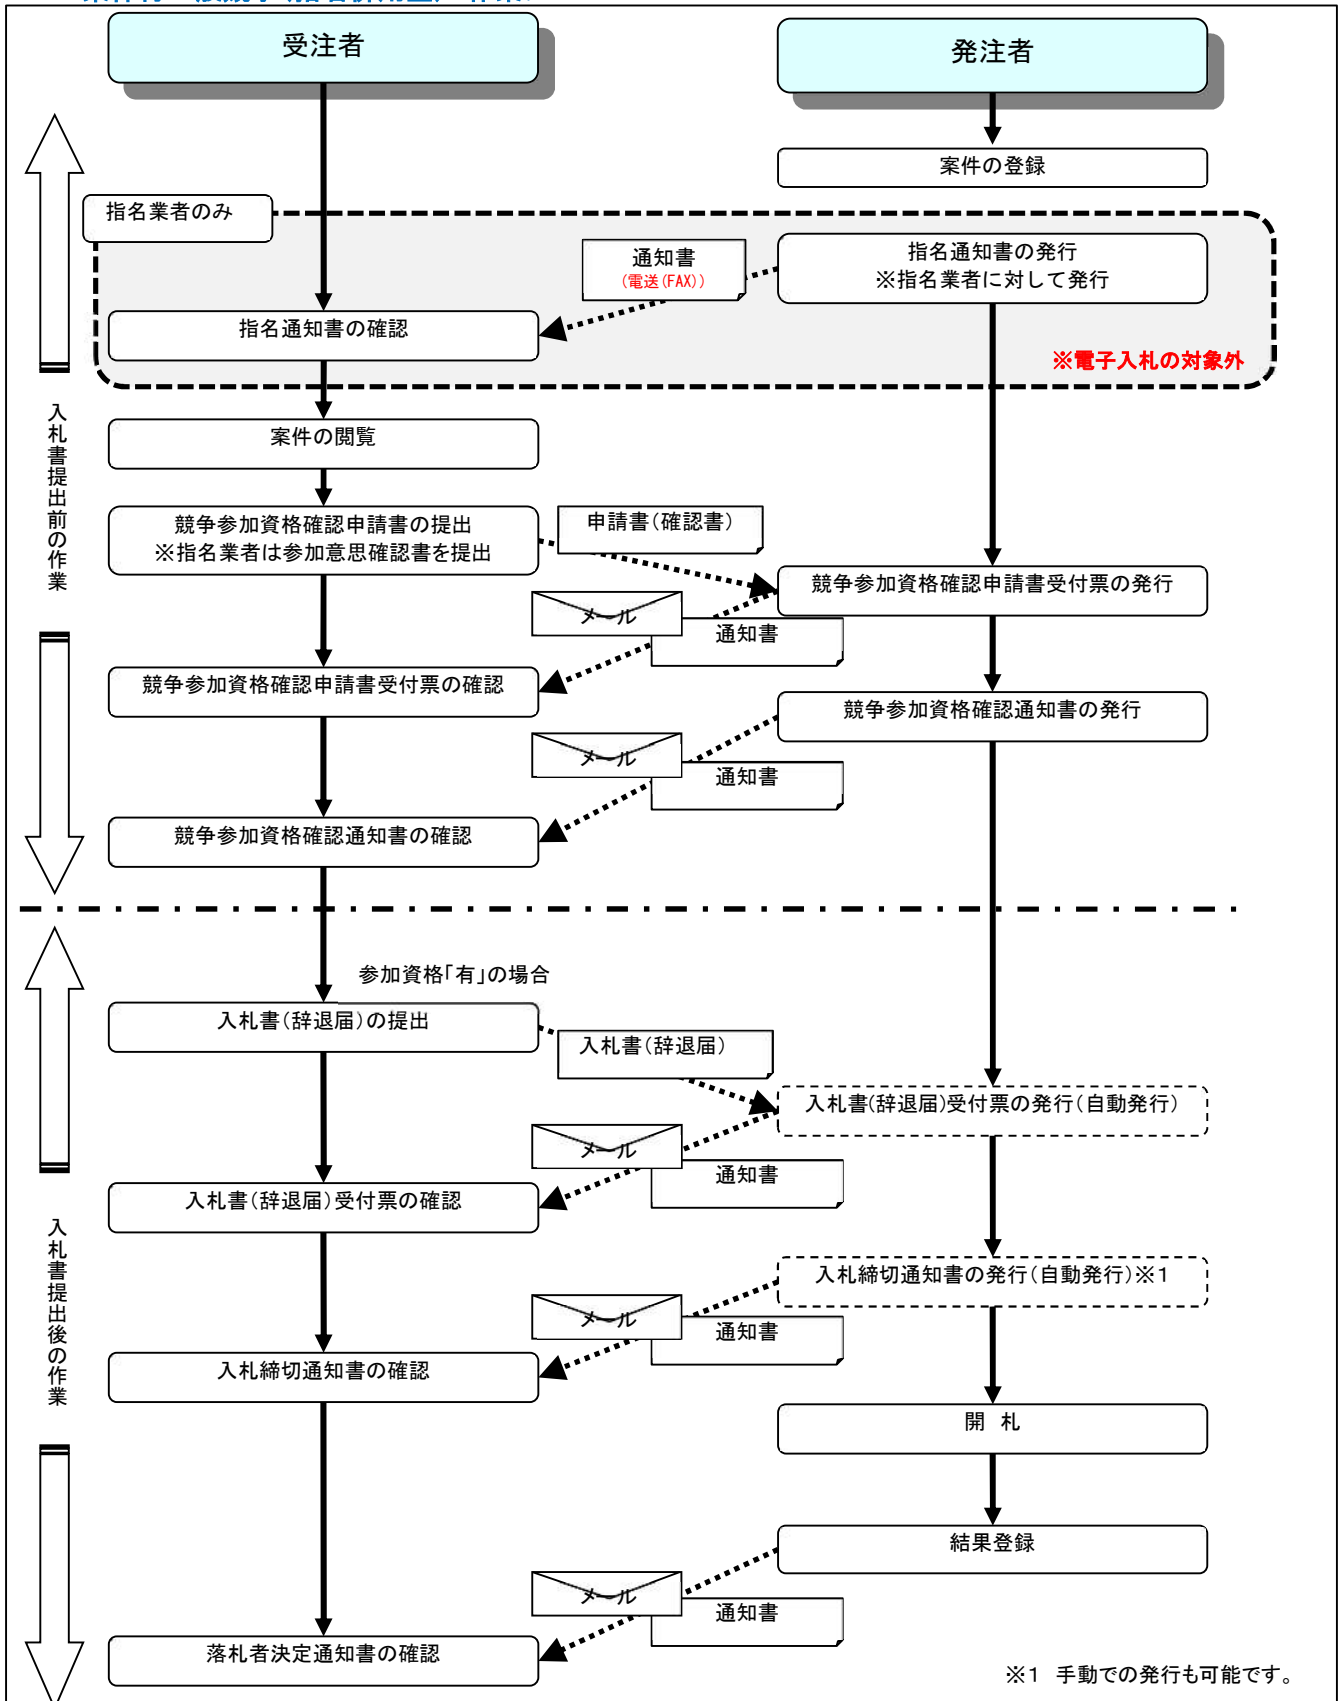 受注者
発注者
案件の登録
指名業者のみ
通知書
(電送(FAX))
指名通知書の発行
※指名業者に対して発行
指名通知書の確認
※電子入札の対象外
入札書提出前の作業
案件の閲覧
競争参加資格確認申請書の提出
※指名業者は参加意思確認書を提出
申請書(確認書)
競争参加資格確認申請書受付票の発行
メール
通知書
競争参加資格確認申請書受付票の確認
競争参加資格確認通知書の発行
メール
通知書
競争参加資格確認通知書の確認
参加資格「有」の場合
入札書(辞退届)の提出
入札書(辞退届)
入札書(辞退届)受付票の発行(自動発行)
メール
通知書
入札書(辞退届)受付票の確認
入札書提出後の作業
入札締切通知書の発行(自動発行)※1
メール
通知書
入札締切通知書の確認
開 札
結果登録
メール
通知書
落札者決定通知書の確認
※1 手動での発行も可能です。